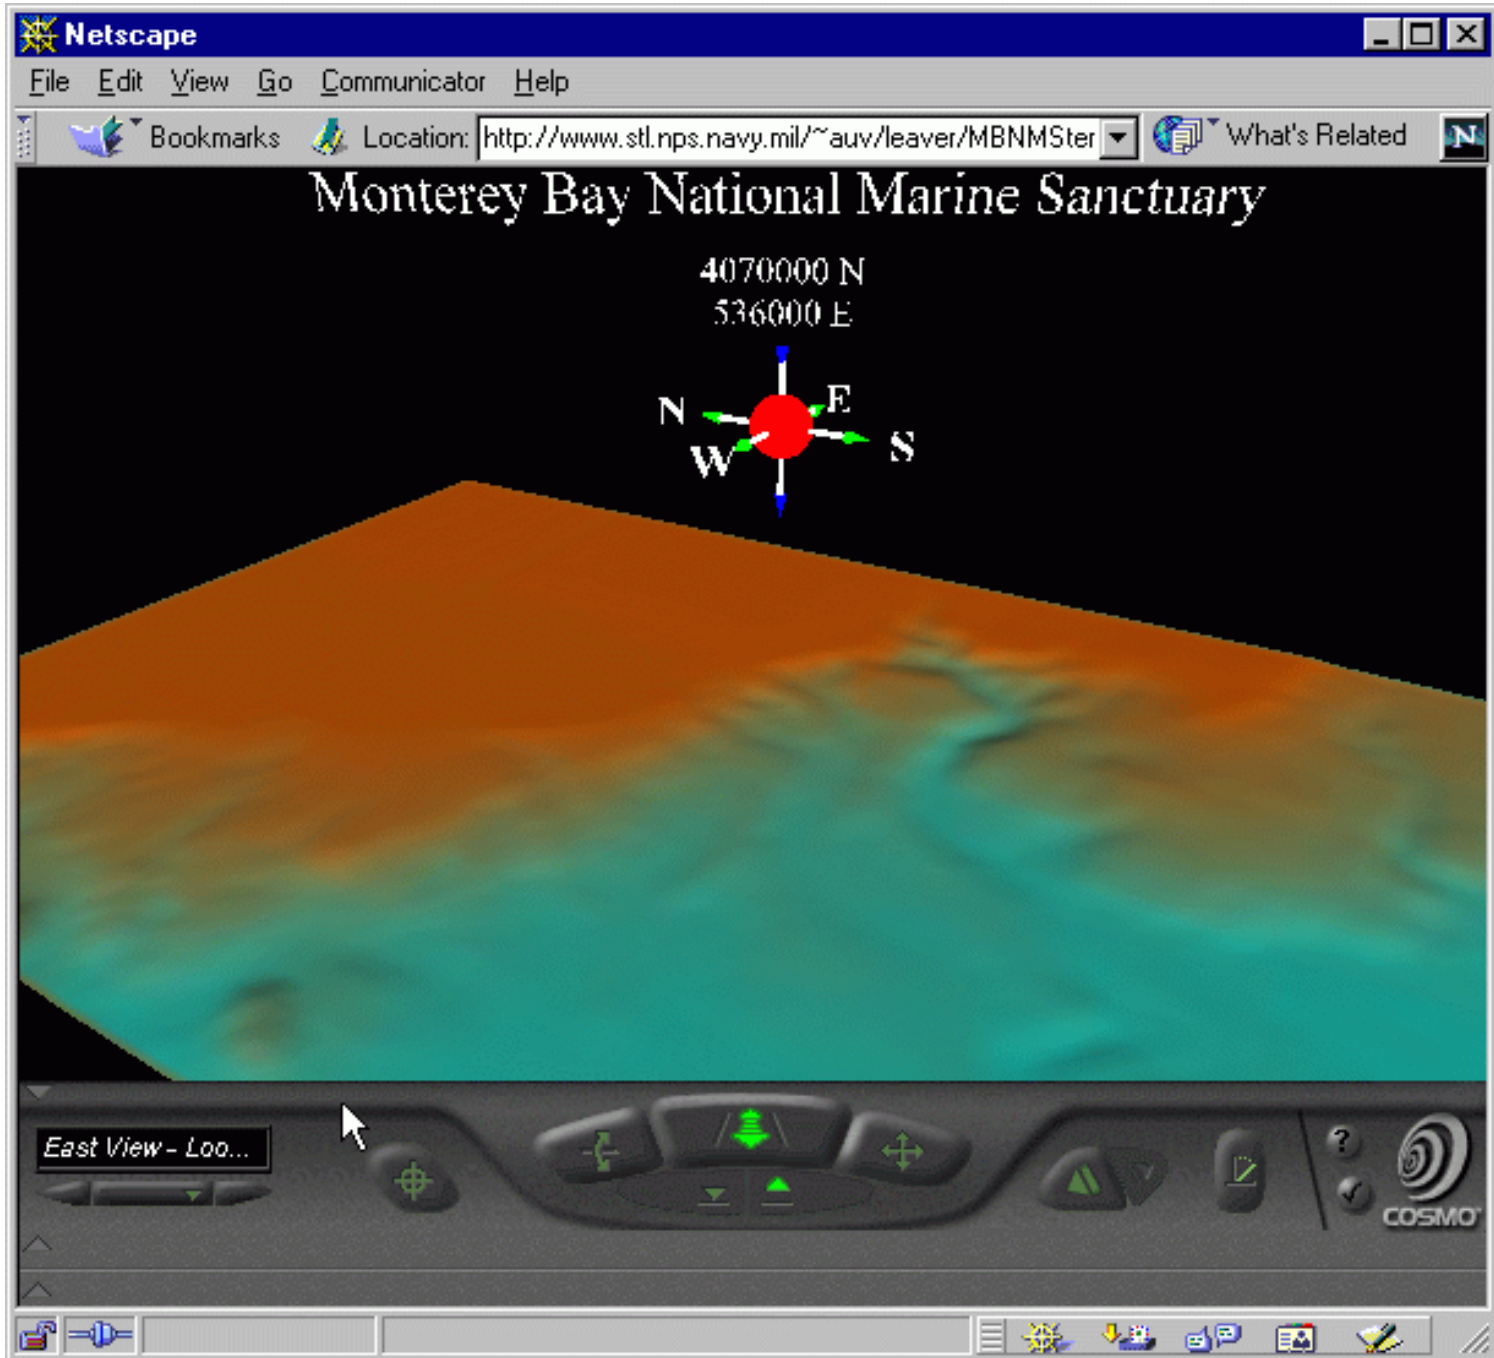 Netscape
File Edit View Go Communicator Help
Bookmarks Location: http://www.stl.nps.navy.mil/~auv/leaver/MBNMSter What's Related N
Monterey Bay National Marine Sanctuary
4070000 N
536000 E
N E
W S
East View - Loo... ?
COSMO